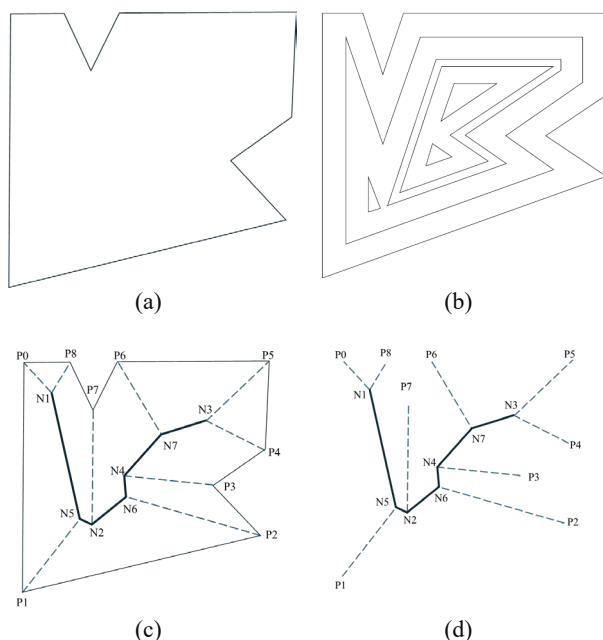 (a)
(b)
P0 P8 P6 P5
P7
N1
N3
N7
P4
N4
P3
N6
N5
N2
P2
P1
(c)
P0 P8 P6 P5
P7
N1
N3
N7
P4
N4
P3
N6
N5
N2
P2
P1
(d)